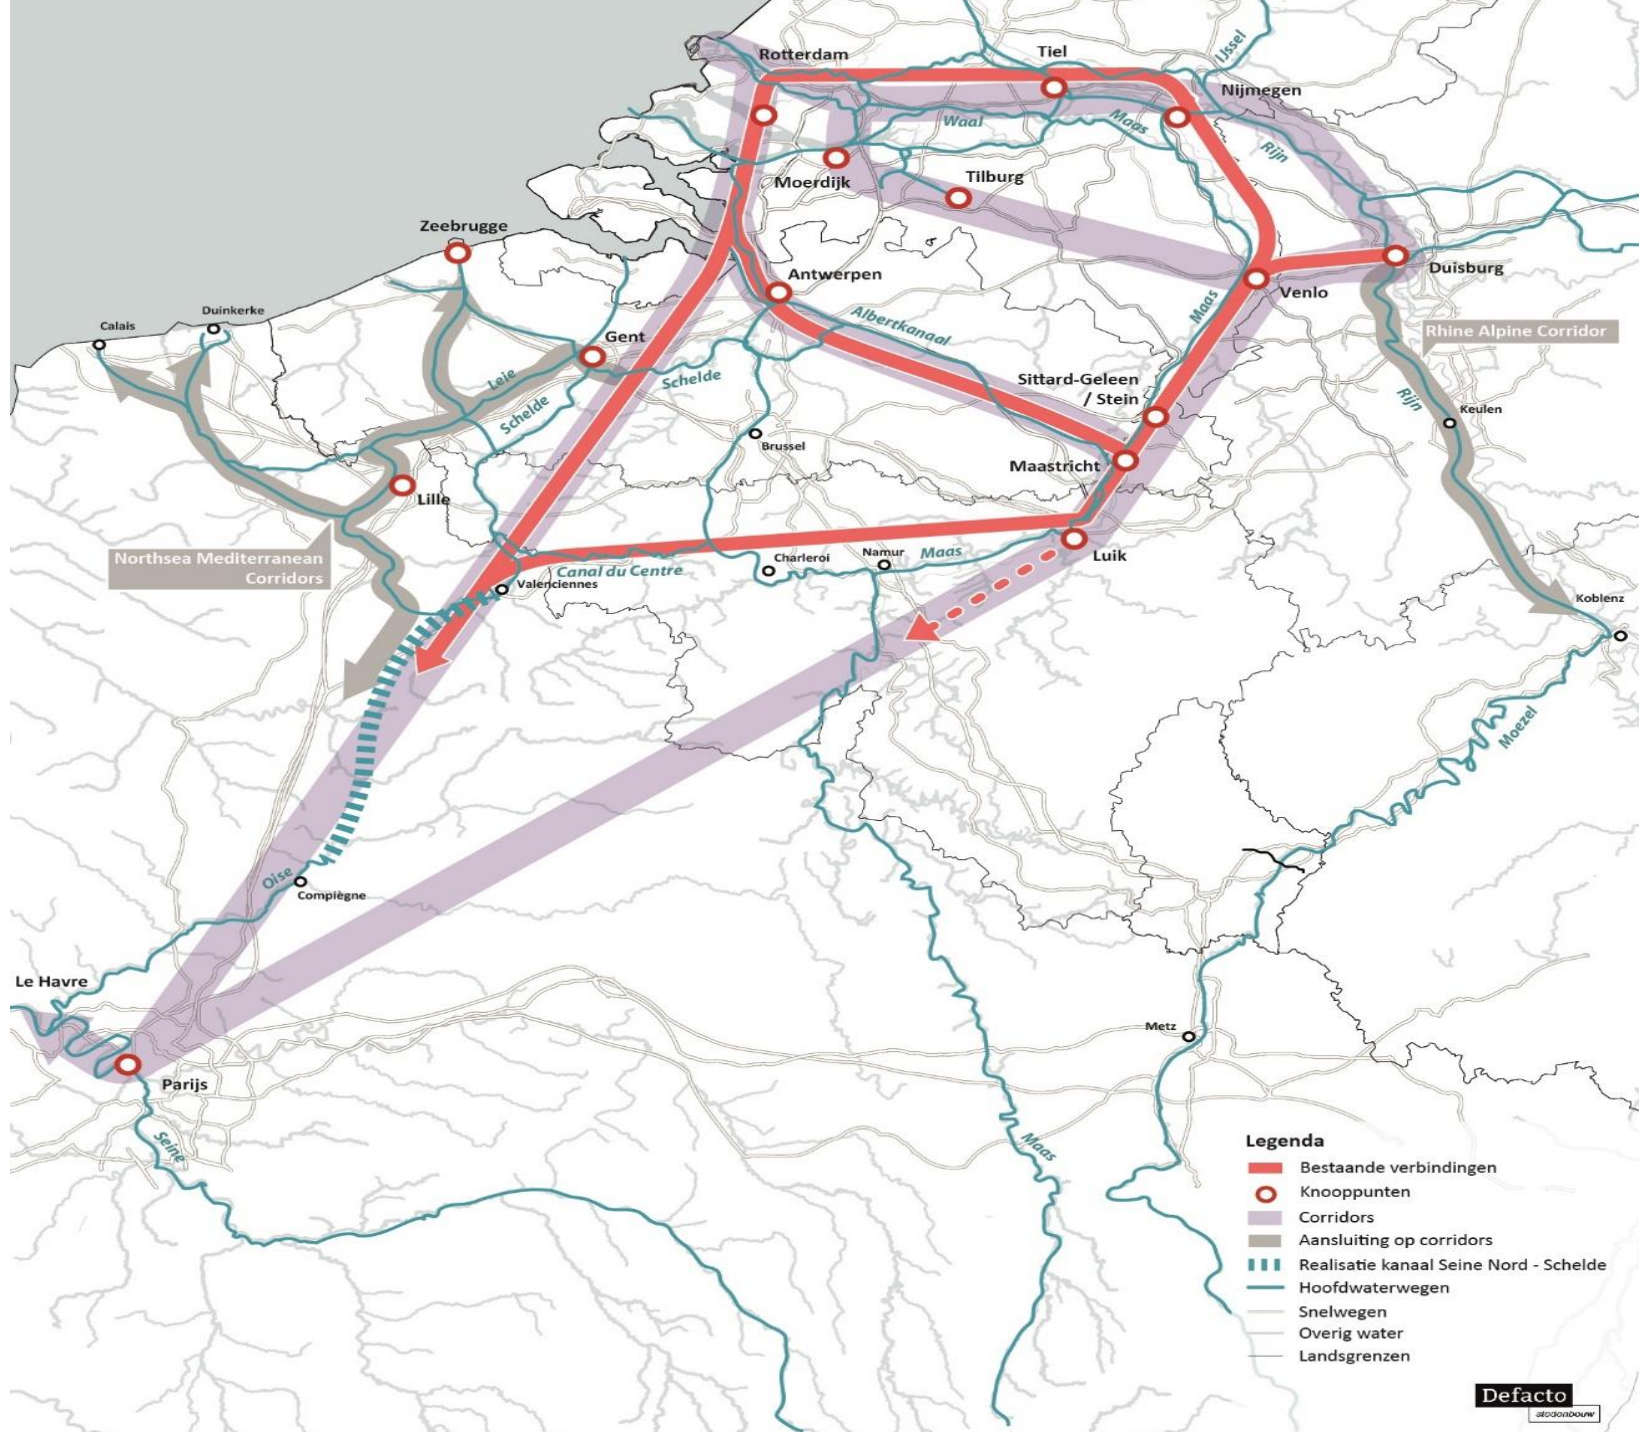 Rotterdam
Tiel
IJssel
Nijmegen
Waal
Maas
Rijn
Moerdijk
Tilburg
Zeebrugge
Duisburg
Antwerpen
Venlo
Maas
Duinkerke
Calais
Albertkanaal
Rhine Alpine Corridor
Gent
Leie
Schelde
Schelde
Sittard-Geleen
/ Stein
Rijn
Keulen
Brussel
Maastricht
Lille
Northsea Mediterranean
Corridors
Canal du Centre
Charleroi
Namur
Maas
Luik
Valenciennes
Koblenz
Moezel
Oise
Compiègne
Le Havre
Metz
Parijs
Seine
Maas
Legenda
Bestaande verbindingen
Knooppunten
Corridors
Aansluiting op corridors
Realisatie kanaal Seine Nord - Schelde
Hoofdwaterwegen
Snelwegen
Overig water
Landsgrenzen
Defacto
stedenbouw